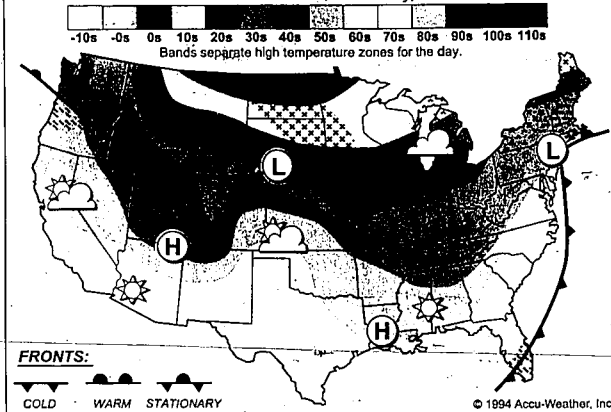 -10s -0s 0s 10s 20s 30s 40s 50s 60s 70s 80s 90s 100s 110s
Bands separate high temperature zones for the day.
L
L
H
H
FRONTS:
COLD WARM STATIONARY
© 1994 Accu-Weather, Inc